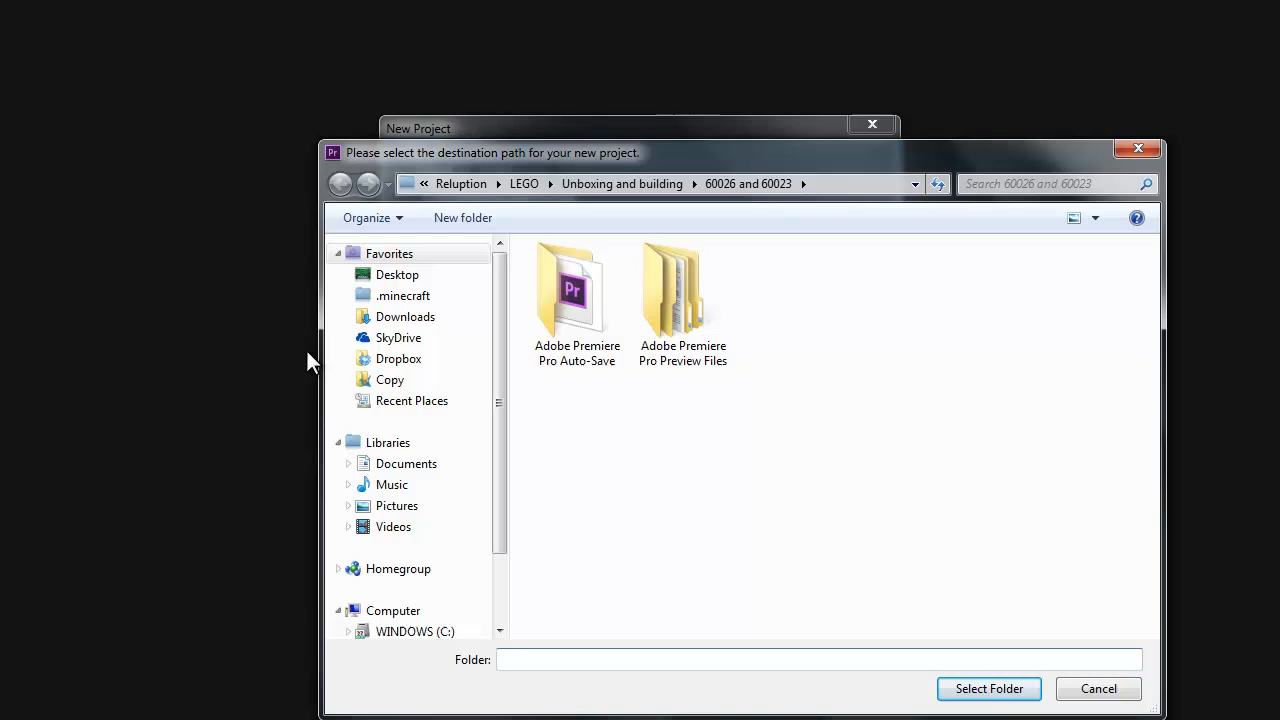 New Project
Pr Please select the destination path for your new project.
« Reluption LEGO Unboxing and building 60026 and 60023
Search 60026 and 60023
Organize New folder
Favorites
Desktop
.minecraft
Downloads
SkyDrive
Dropbox
Copy
Recent Places
Libraries
Documents
Music
Pictures
Videos
Homegroup
Computer
WINDOWS (C:)
Pr
Adobe Premiere
Pro Auto-Save
Adobe Premiere
Pro Preview Files
Folder:
Select Folder Cancel